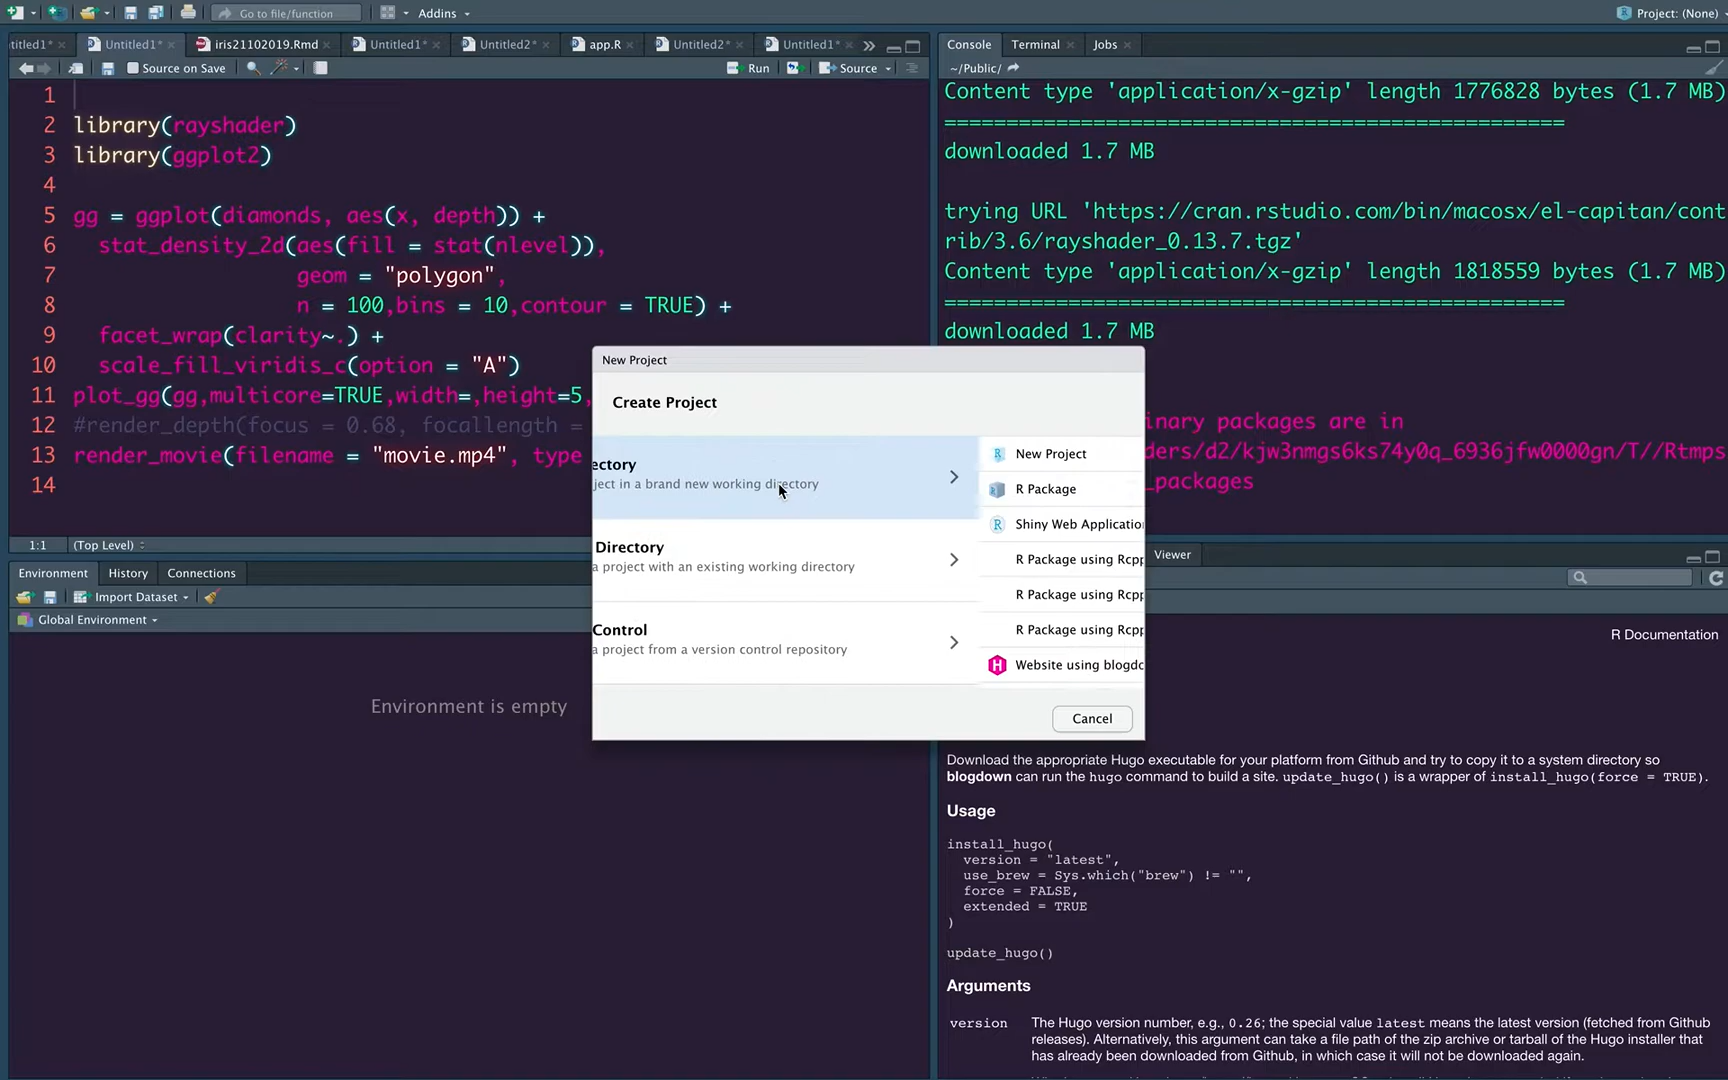 Go to file/function
Addins
Project: (None)
ntitled1*
Untitled1*
iris21102019.Rmd
Untitled1*
Untitled2*
app.R
Untitled2*
Untitled1*
Source on Save
Run
Source
1
2 library(rayshader)
3 library(ggplot2)
4
5 gg = ggplot(diamonds, aes(x, depth)) +
6 stat_density_2d(aes(fill = stat(nlevel)),
7 geom = "polygon",
8 n = 100,bins = 10,contour = TRUE) +
9 facet_wrap(clarity~.) +
10 scale_fill_viridis_c(option = "A")
11 plot_gg(gg,multicore=TRUE,width=,height=5,
12 #render_depth(focus = 0.68, focallength =
13 render_movie(filename = "movie.mp4", type
14
1:1 (Top Level)
Environment History Connections
Import Dataset
Global Environment
Environment is empty
Console Terminal Jobs
~/Public/
Content type 'application/x-gzip' length 1776828 bytes (1.7 MB)
==================================================
downloaded 1.7 MB
trying URL 'https://cran.rstudio.com/bin/macosx/el-capitan/cont
rib/3.6/rayshader_0.13.7.tgz'
Content type 'application/x-gzip' length 1818559 bytes (1.7 MB)
==================================================
downloaded 1.7 MB
inary packages are in
ders/d2/kjw3nmgs6ks74y0q_6936jfw0000gn/T//Rtmps
_packages
New Project
Create Project
ectory
ject in a brand new working directory
Directory
a project with an existing working directory
Control
a project from a version control repository
New Project
R Package
Shiny Web Applicatio
R Package using Rcpp
R Package using Rcpp
R Package using Rcpp
Website using blogdo
Cancel
Viewer
R Documentation
Download the appropriate Hugo executable for your platform from Github and try to copy it to a system directory so
blogdown can run the hugo command to build a site. update_hugo() is a wrapper of install_hugo(force = TRUE).
Usage
install_hugo(
version = "latest",
use_brew = Sys.which("brew") != "",
force = FALSE,
extended = TRUE
)
update_hugo()
Arguments
version The Hugo version number, e.g., 0.26; the special value latest means the latest version (fetched from Github
releases). Alternatively, this argument can take a file path of the zip archive or tarball of the Hugo installer that
has already been downloaded from Github, in which case it will not be downloaded again.